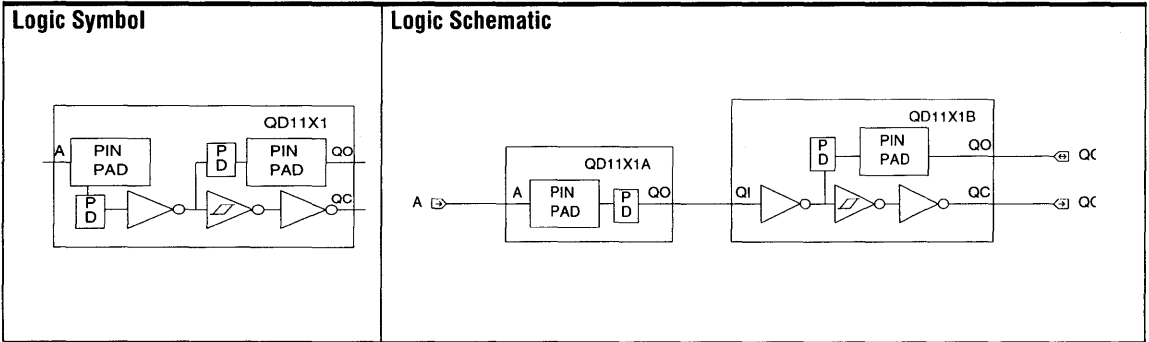 Logic Symbol
Logic Schematic
QD11X1
A
PIN
PAD
P
D
PIN
PAD
QO
P
D
QC
QD11X1A
A
A
PIN
PAD
P
D
QO
QD11X1B
P
D
PIN
PAD
QO
QI
QC